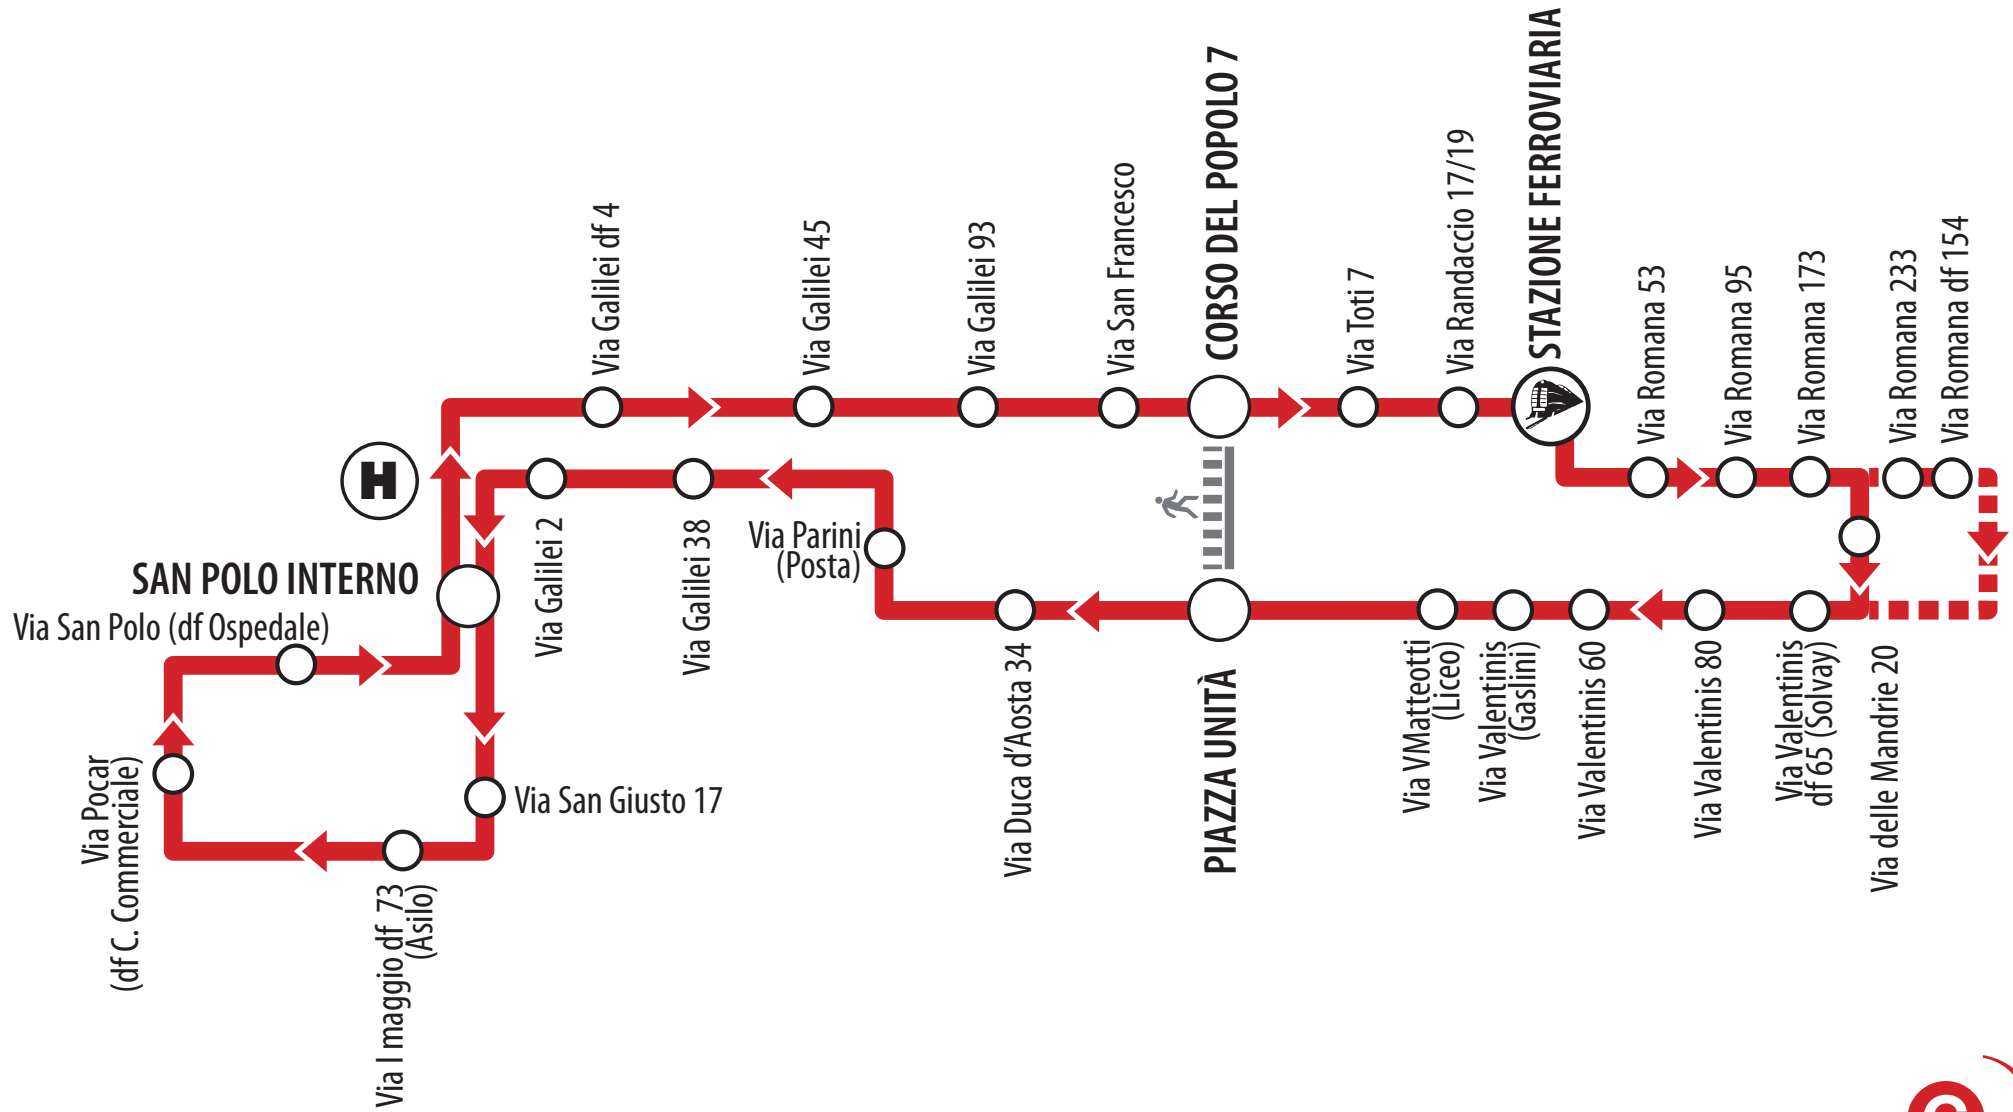 Via Galilei df 4
Via Galilei 45
Via Galilei 93
Via San Francesco
CORSO DEL POPOLO 7
Via Toti 7
Via Randaccio 17/19
STAZIONE FERROVIARIA
Via Romana 53
Via Romana 95
Via Romana 173
Via Romana 233
Via Romana df 154
H
SAN POLO INTERNO
Via San Polo (df Ospedale)
Via Galilei 2
Via Galilei 38
Via Parini
(Posta)
Via Duca d'Aosta 34
PIAZZA UNITÀ
Via VMatteotti
(Liceo)
Via Valentinis
(Gaslini)
Via Valentinis 60
Via Valentinis 80
Via Valentinis
df 65 (Solvay)
Via delle Mandrie 20
Via Pocar
(df C. Commerciale)
Via I maggio df 73
(Asilo)
Via San Giusto 17